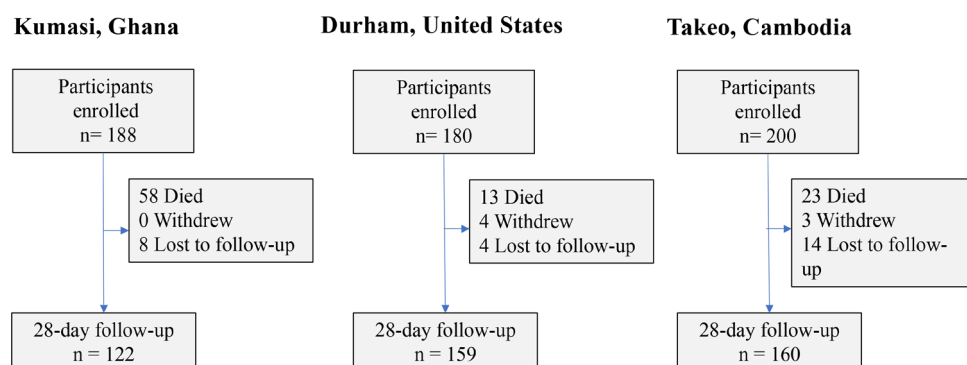 Kumasi, Ghana
Participants
enrolled
n= 188
58 Died
0 Withdrew
8 Lost to follow-up
28-day follow-up
n = 122
Durham, United States
Participants
enrolled
n= 180
13 Died
4 Withdrew
4 Lost to follow-up
28-day follow-up
n = 159
Takeo, Cambodia
Participants
enrolled
n= 200
23 Died
3 Withdrew
14 Lost to follow-
up
28-day follow-up
n = 160